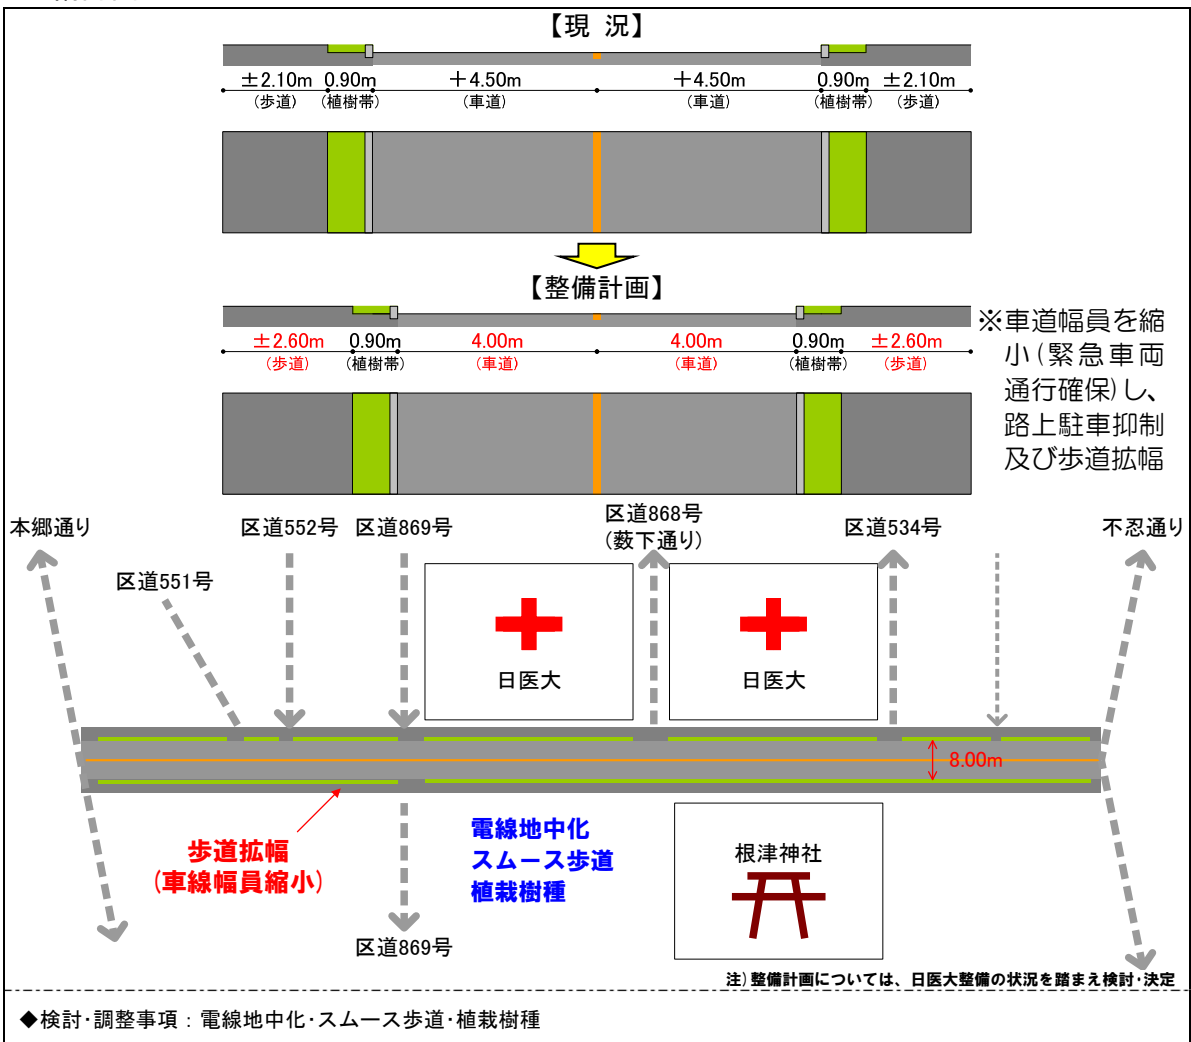 【現 況】
±2.10m 0.90m ＋4.50m ＋4.50m 0.90m ±2.10m
(歩道) (植樹帯) (車道) (車道) (植樹帯) (歩道)
【整備計画】
±2.60m 0.90m 4.00m 4.00m 0.90m ±2.60m
(歩道) (植樹帯) (車道) (車道) (植樹帯) (歩道)
※車道幅員を縮
小(緊急車両
通行確保)し、
路上駐車抑制
及び歩道拡幅
本郷通り 区道552号 区道869号 区道868号 区道534号 不忍通り
(薮下通り)
区道551号
日医大 日医大
8.00m
歩道拡幅
(車線幅員縮小)
電線地中化
スムース歩道
植栽樹種
根津神社
区道869号
注)整備計画については、日医大整備の状況を踏まえ検討･決定
◆検討･調整事項：電線地中化･スムース歩道･植栽樹種